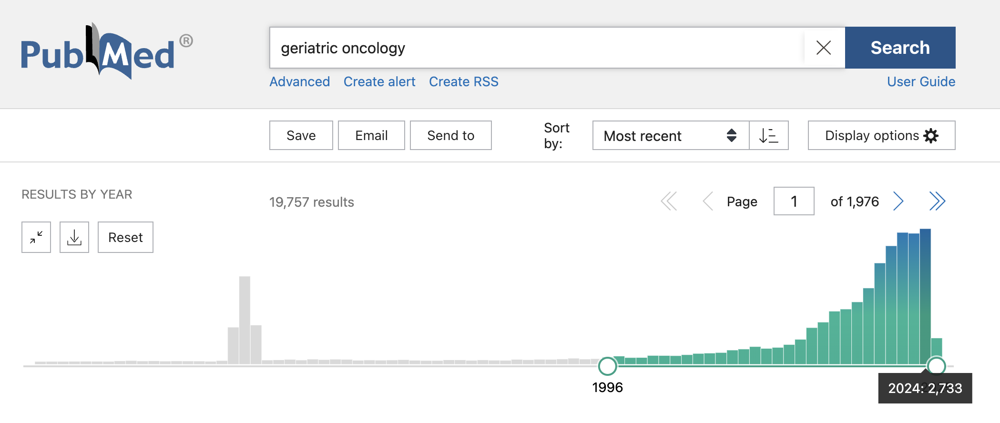 PubMed®
geriatric oncology
Search
Advanced Create alert Create RSS
User Guide
Save Email Send to
Sort by:
Most recent
Display options
RESULTS BY YEAR
19,757 results
Page 1 of 1,976
Reset
1996
2024: 2,733